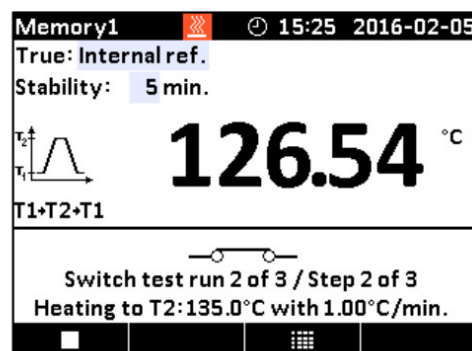 Memory1 15:25 2016-02-05
True: Internal ref.
Stability: 5 min.
126.54 °C
T2
T1
T1→T2→T1
Switch test run 2 of 3 / Step 2 of 3
Heating to T2:135.0°C with 1.00°C/min.